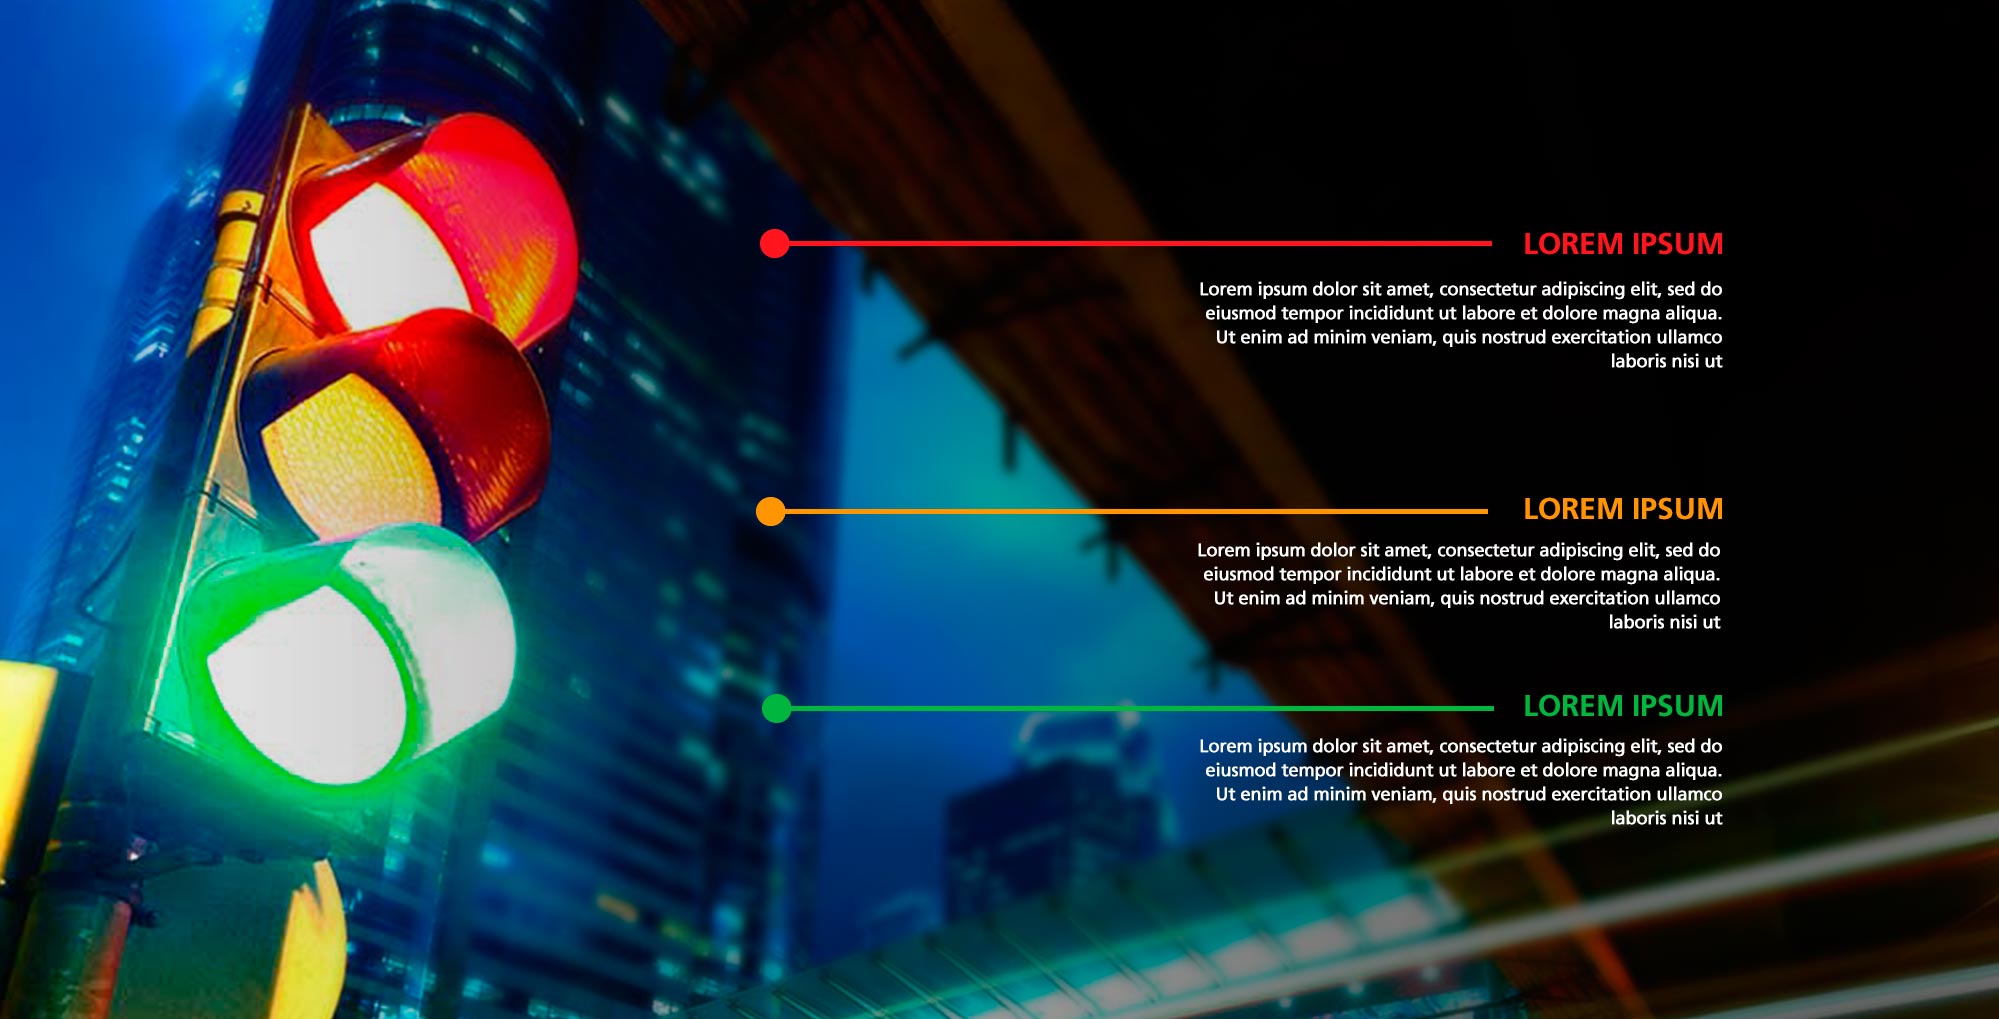 LOREM IPSUM
Lorem ipsum dolor sit amet, consectetur adipiscing elit, sed do
eiusmod tempor incididunt ut labore et dolore magna aliqua.
Ut enim ad minim veniam, quis nostrud exercitation ullamco
laboris nisi ut
LOREM IPSUM
Lorem ipsum dolor sit amet, consectetur adipiscing elit, sed do
eiusmod tempor incididunt ut labore et dolore magna aliqua.
Ut enim ad minim veniam, quis nostrud exercitation ullamco
laboris nisi ut
LOREM IPSUM
Lorem ipsum dolor sit amet, consectetur adipiscing elit, sed do
eiusmod tempor incididunt ut labore et dolore magna aliqua.
Ut enim ad minim veniam, quis nostrud exercitation ullamco
laboris nisi ut